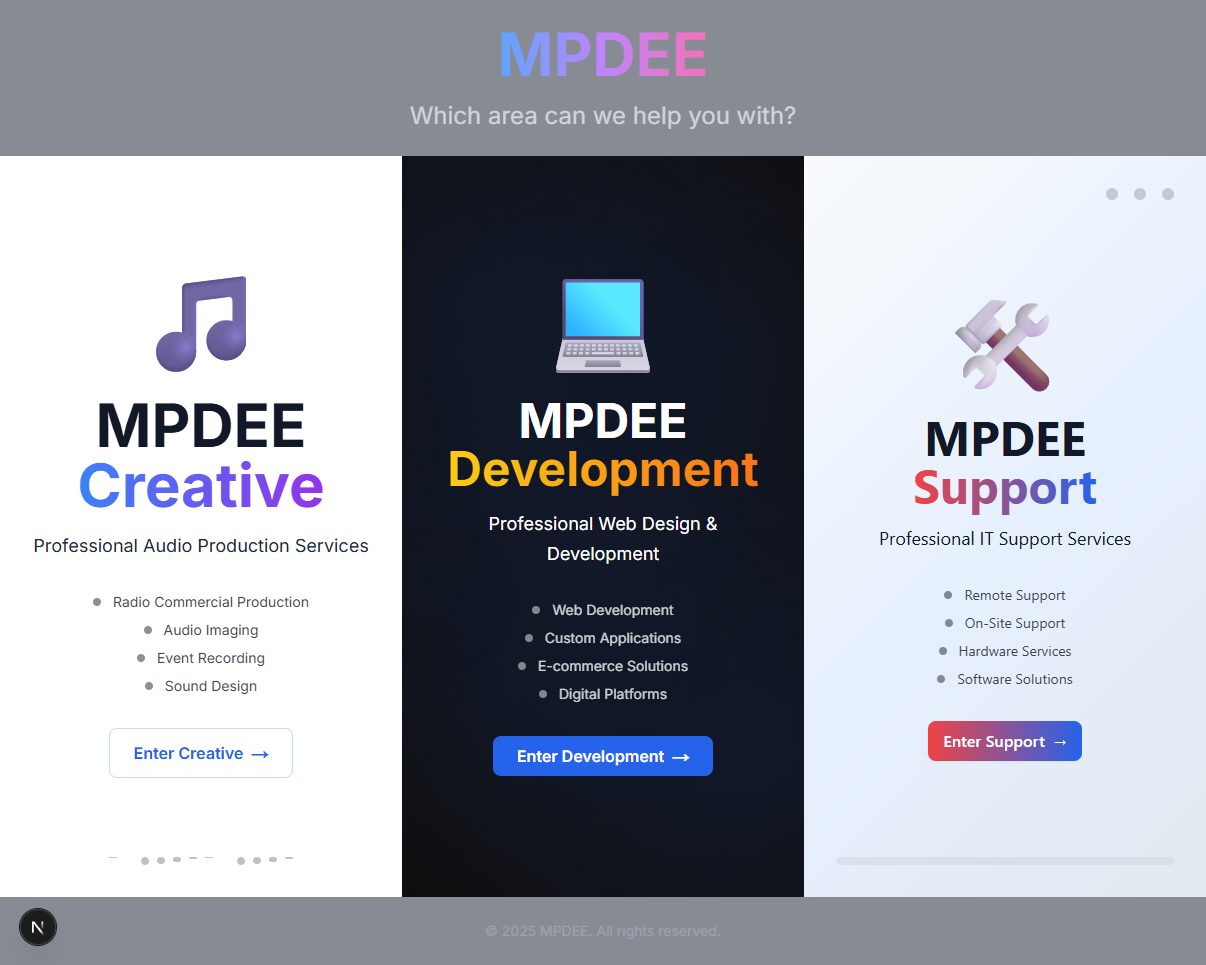 MPDEE
Which area can we help you with?
MPDEE
Creative
Professional Audio Production Services
Radio Commercial Production
Audio Imaging
Event Recording
Sound Design
Enter Creative →
MPDEE
Development
Professional Web Design &
Development
Web Development
Custom Applications
E-commerce Solutions
Digital Platforms
Enter Development →
MPDEE
Support
Professional IT Support Services
Remote Support
On-Site Support
Hardware Services
Software Solutions
Enter Support →
N
© 2025 MPDEE. All rights reserved.